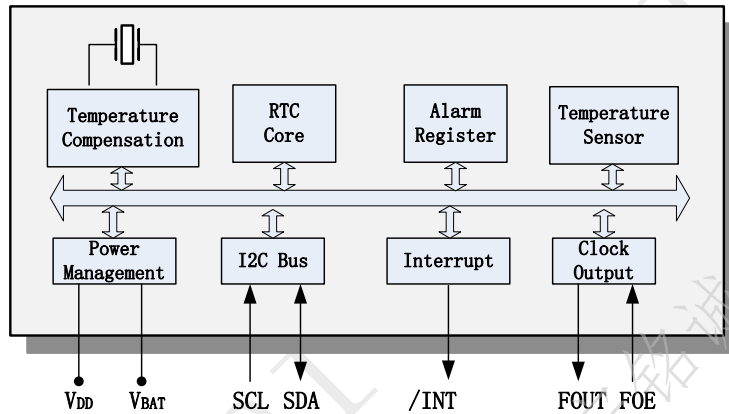 Temperature
Compensation
RTC
Core
Alarm
Register
Temperature
Sensor
Power
Management
I2C Bus
Interrupt
Clock
Output
VDD VBAT SCL SDA /INT FOUT FOE